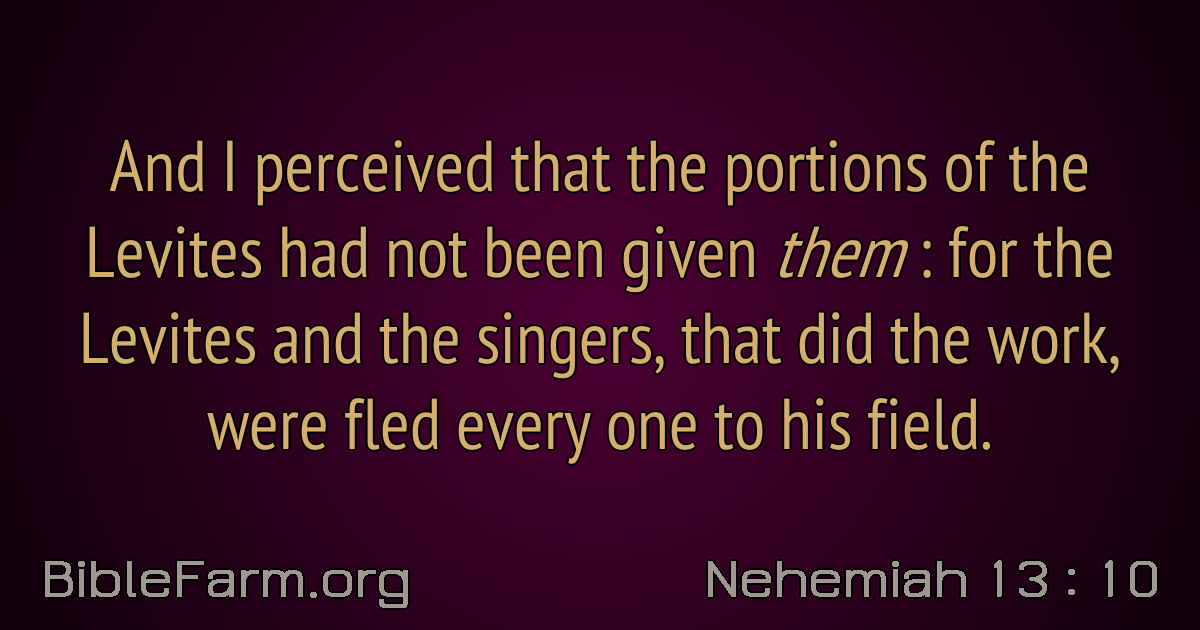 And I perceived that the portions of the
Levites had not been given them : for the
Levites and the singers, that did the work,
were fled every one to his field.
BibleFarm.org
Nehemiah 13 : 10